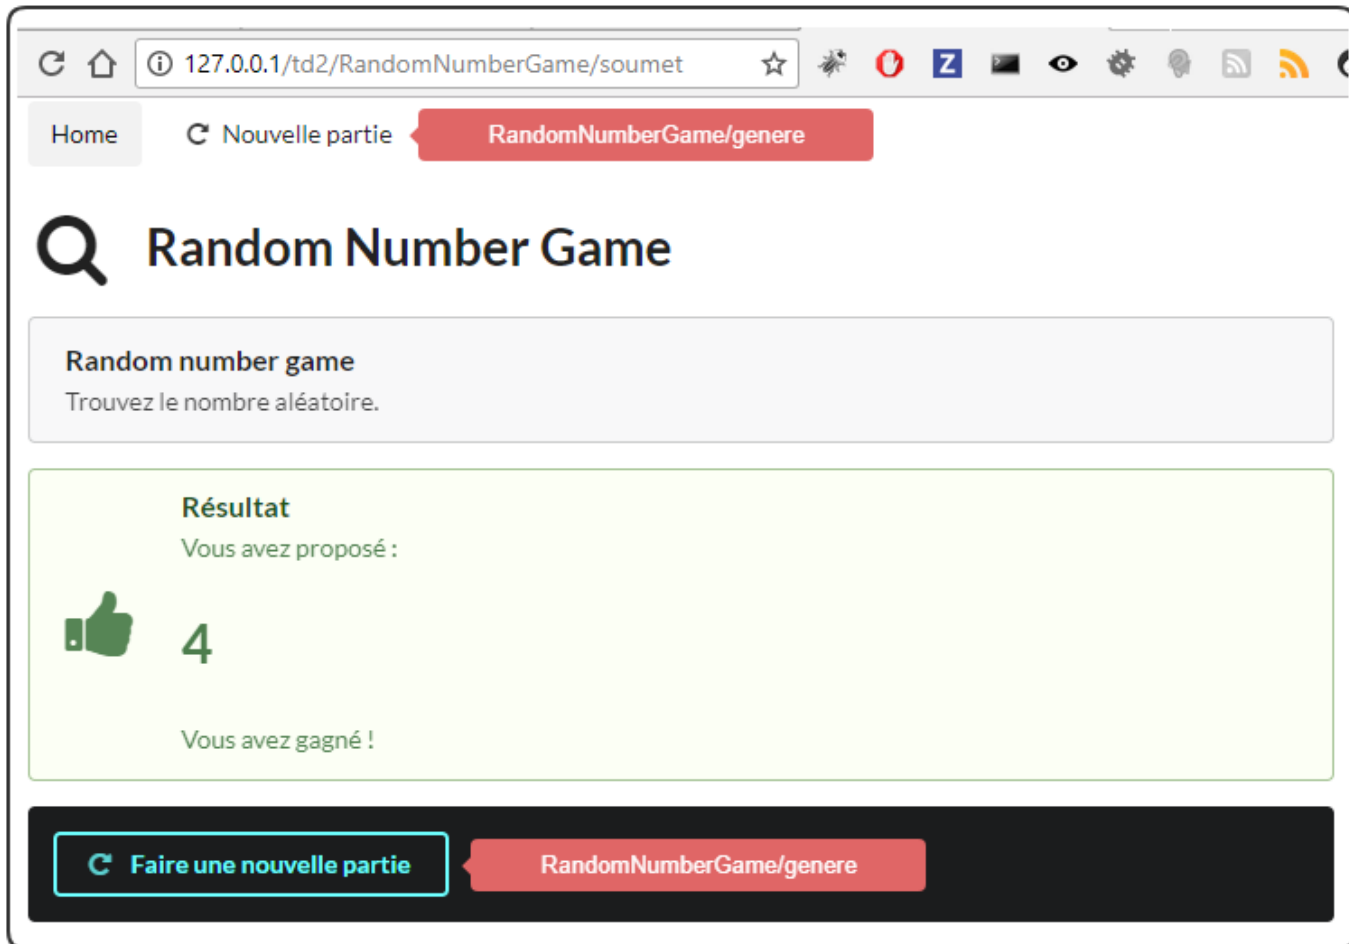 127.0.0.1/td2/RandomNumberGame/soumet
Z
Home Nouvelle partie RandomNumberGame/genere
Random Number Game
Random number game
Trouvez le nombre aléatoire.
Résultat
Vous avez proposé :
4
Vous avez gagné !
Faire une nouvelle partie RandomNumberGame/genere